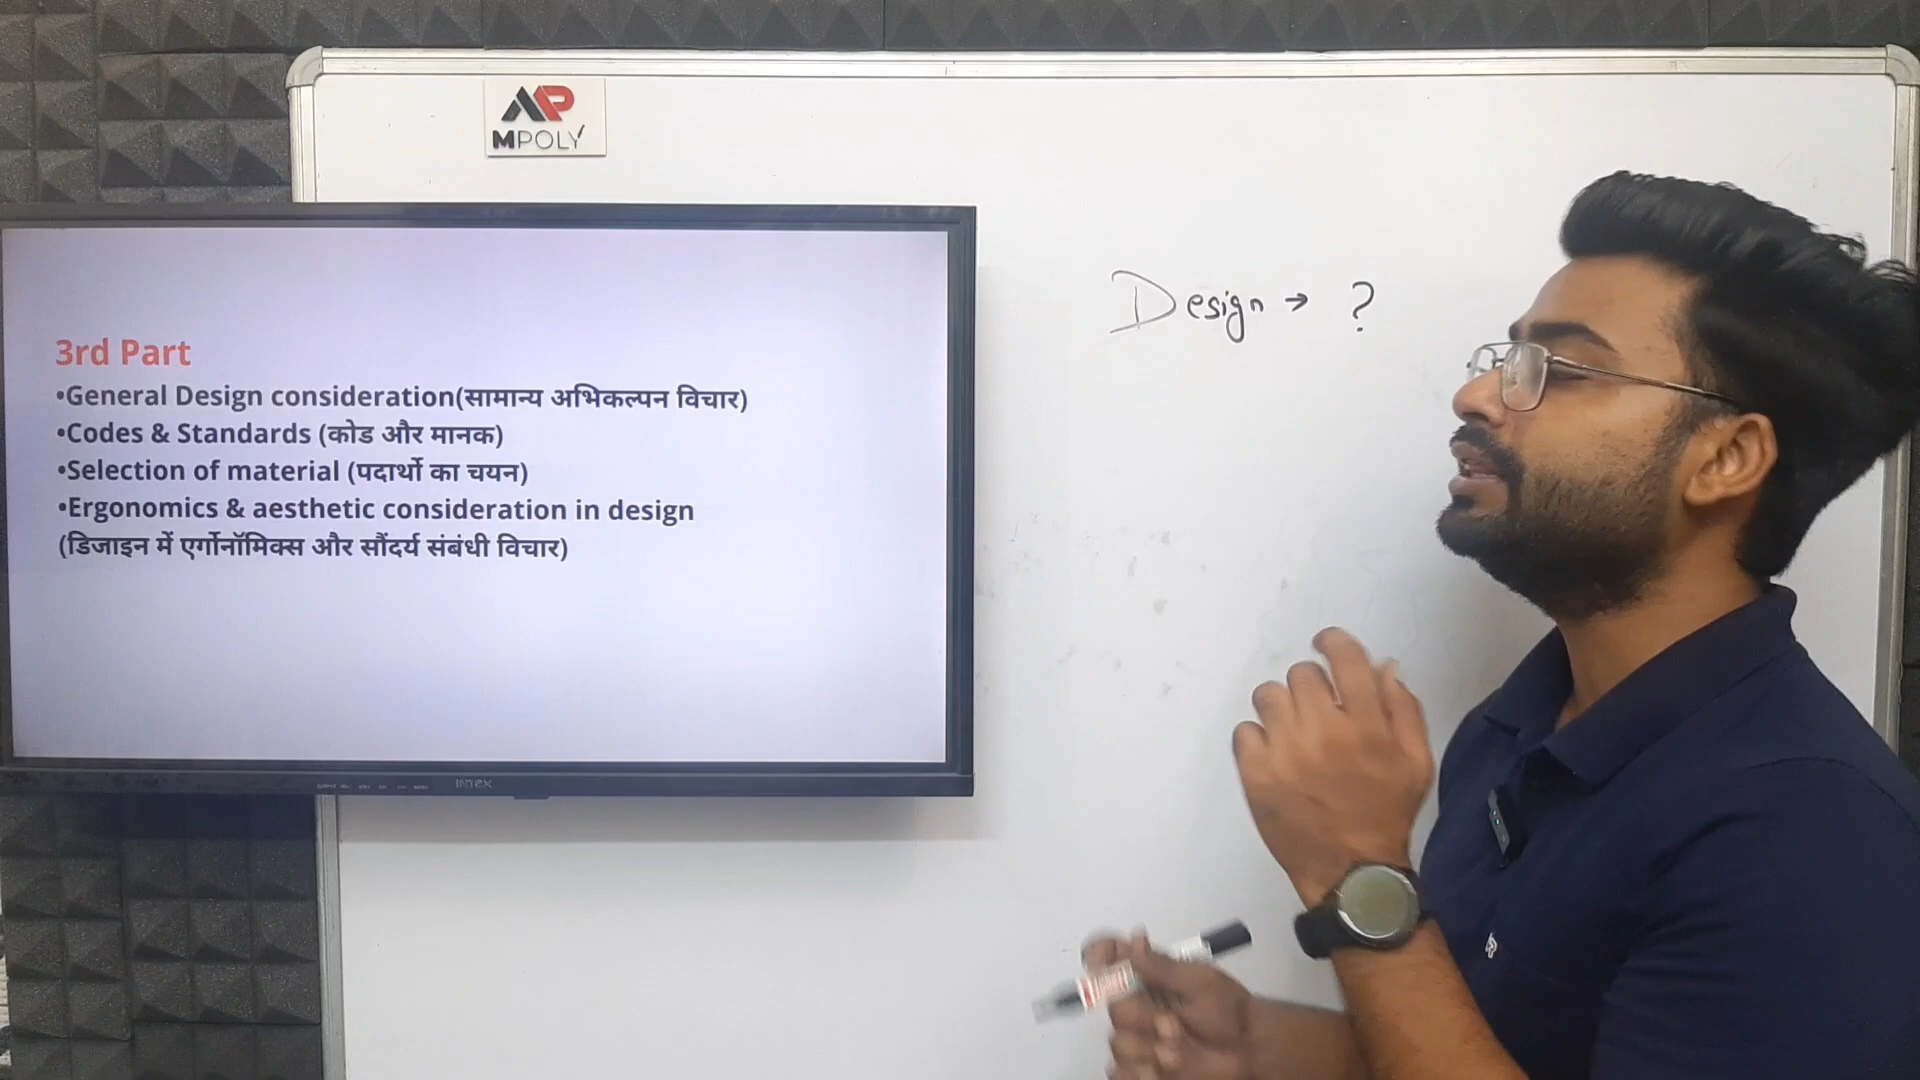 MPOLY
3rd Part
•General Design consideration(सामान्य अभिकल्पन विचार)
•Codes & Standards (कोड और मानक)
•Selection of material (पदार्थो का चयन)
•Ergonomics & aesthetic consideration in design
(डिजाइन में एर्गोनॉमिक्स और सौंदर्य संबंधी विचार)
Design → ?